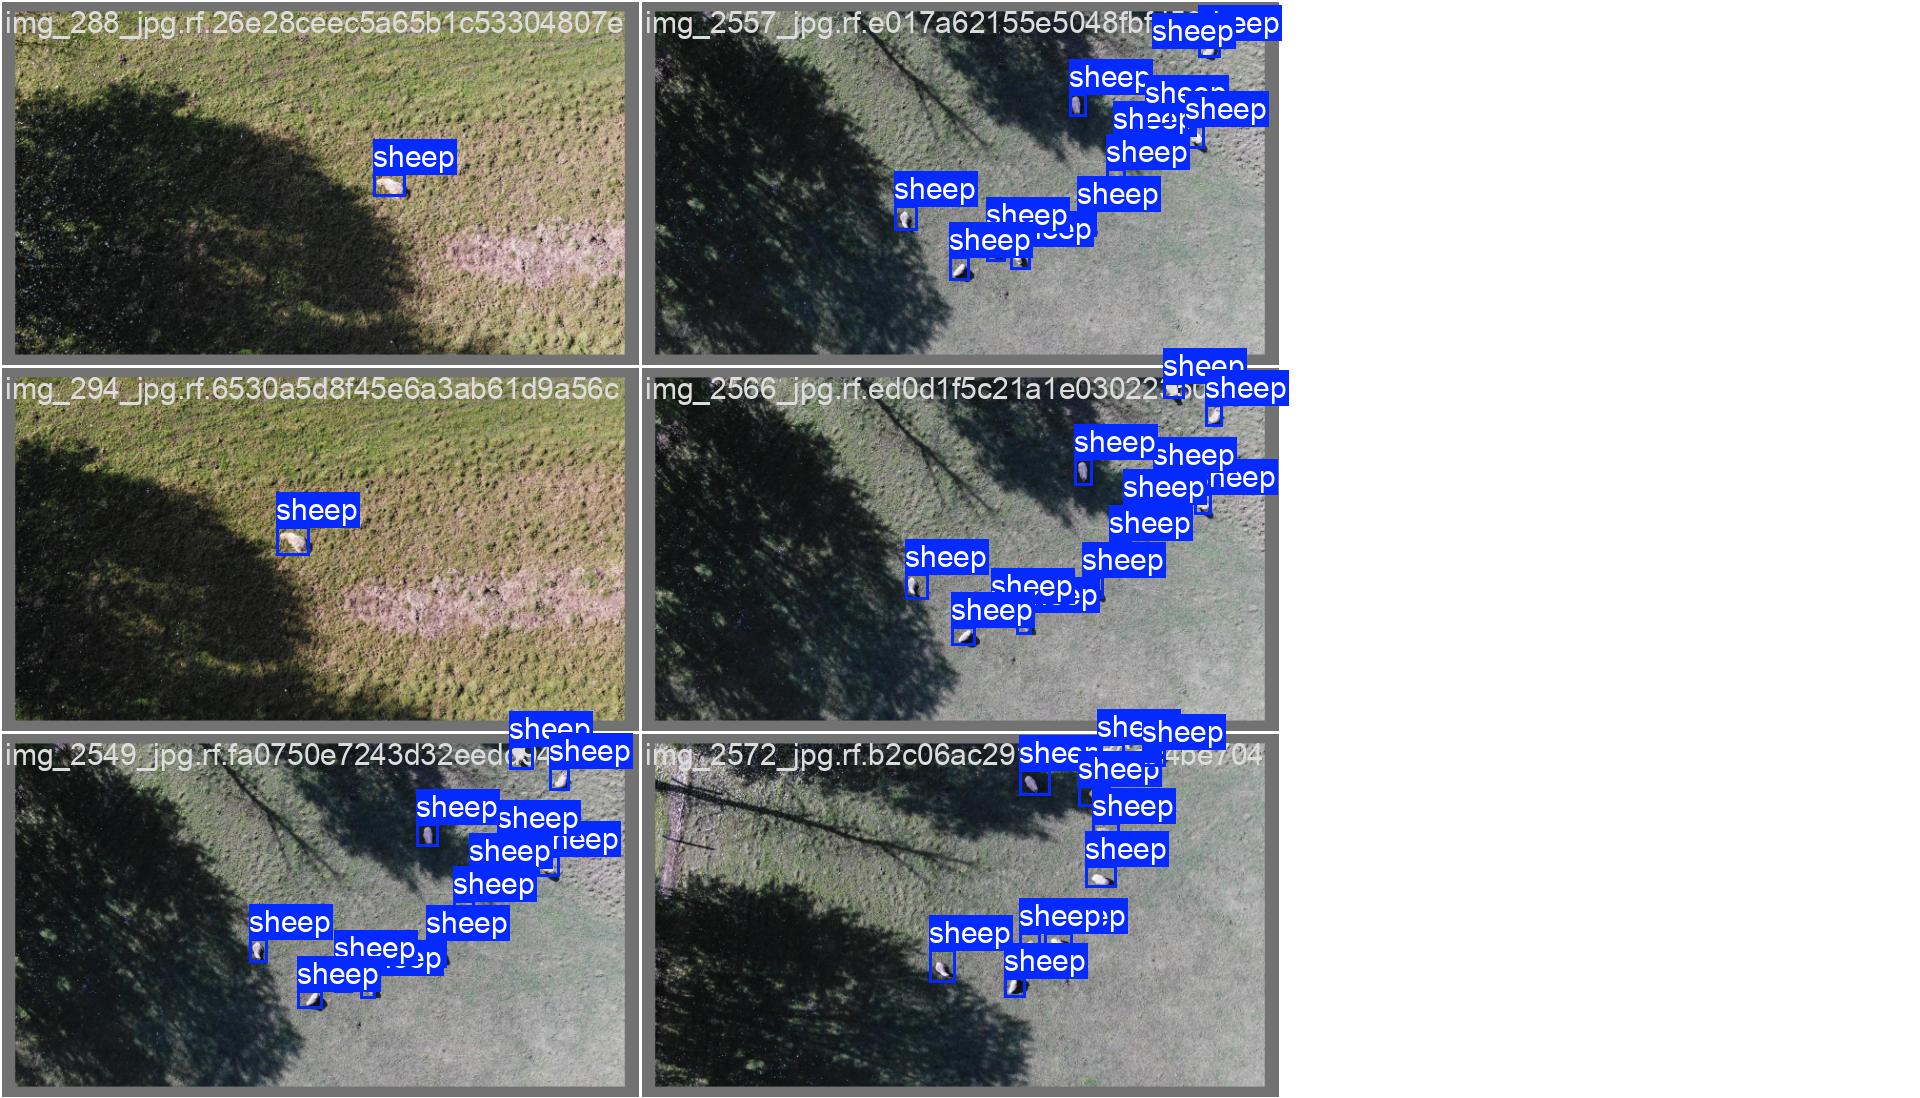 img_288_jpg.rf.26e28ceec5a65b1c53304807e
sheep
img_2557_jpg.rf.e017a62155e5048fbf
sheep
sheep
sheep
sheep
sheep
sheep
sheep
sheep
sheep
sheep
img_294_jpg.rf.6530a5d8f45e6a3ab61d9a56c
sheep
img_2566_jpg.rf.ed0d1f5c21a1e03022
sheep
sheep
sheep
sheep
sheep
sheep
sheep
sheep
sheep
sheep
img_2549_jpg.rf.fa0750e7243d32eed
sheep
sheep
sheep
sheep
sheep
sheep
sheep
sheep
sheep
sheep
img_2572_jpg.rf.b2c06ac29
4be704
sheep
sheep
sheep
sheep
sheep
sheep
sheep
sheep